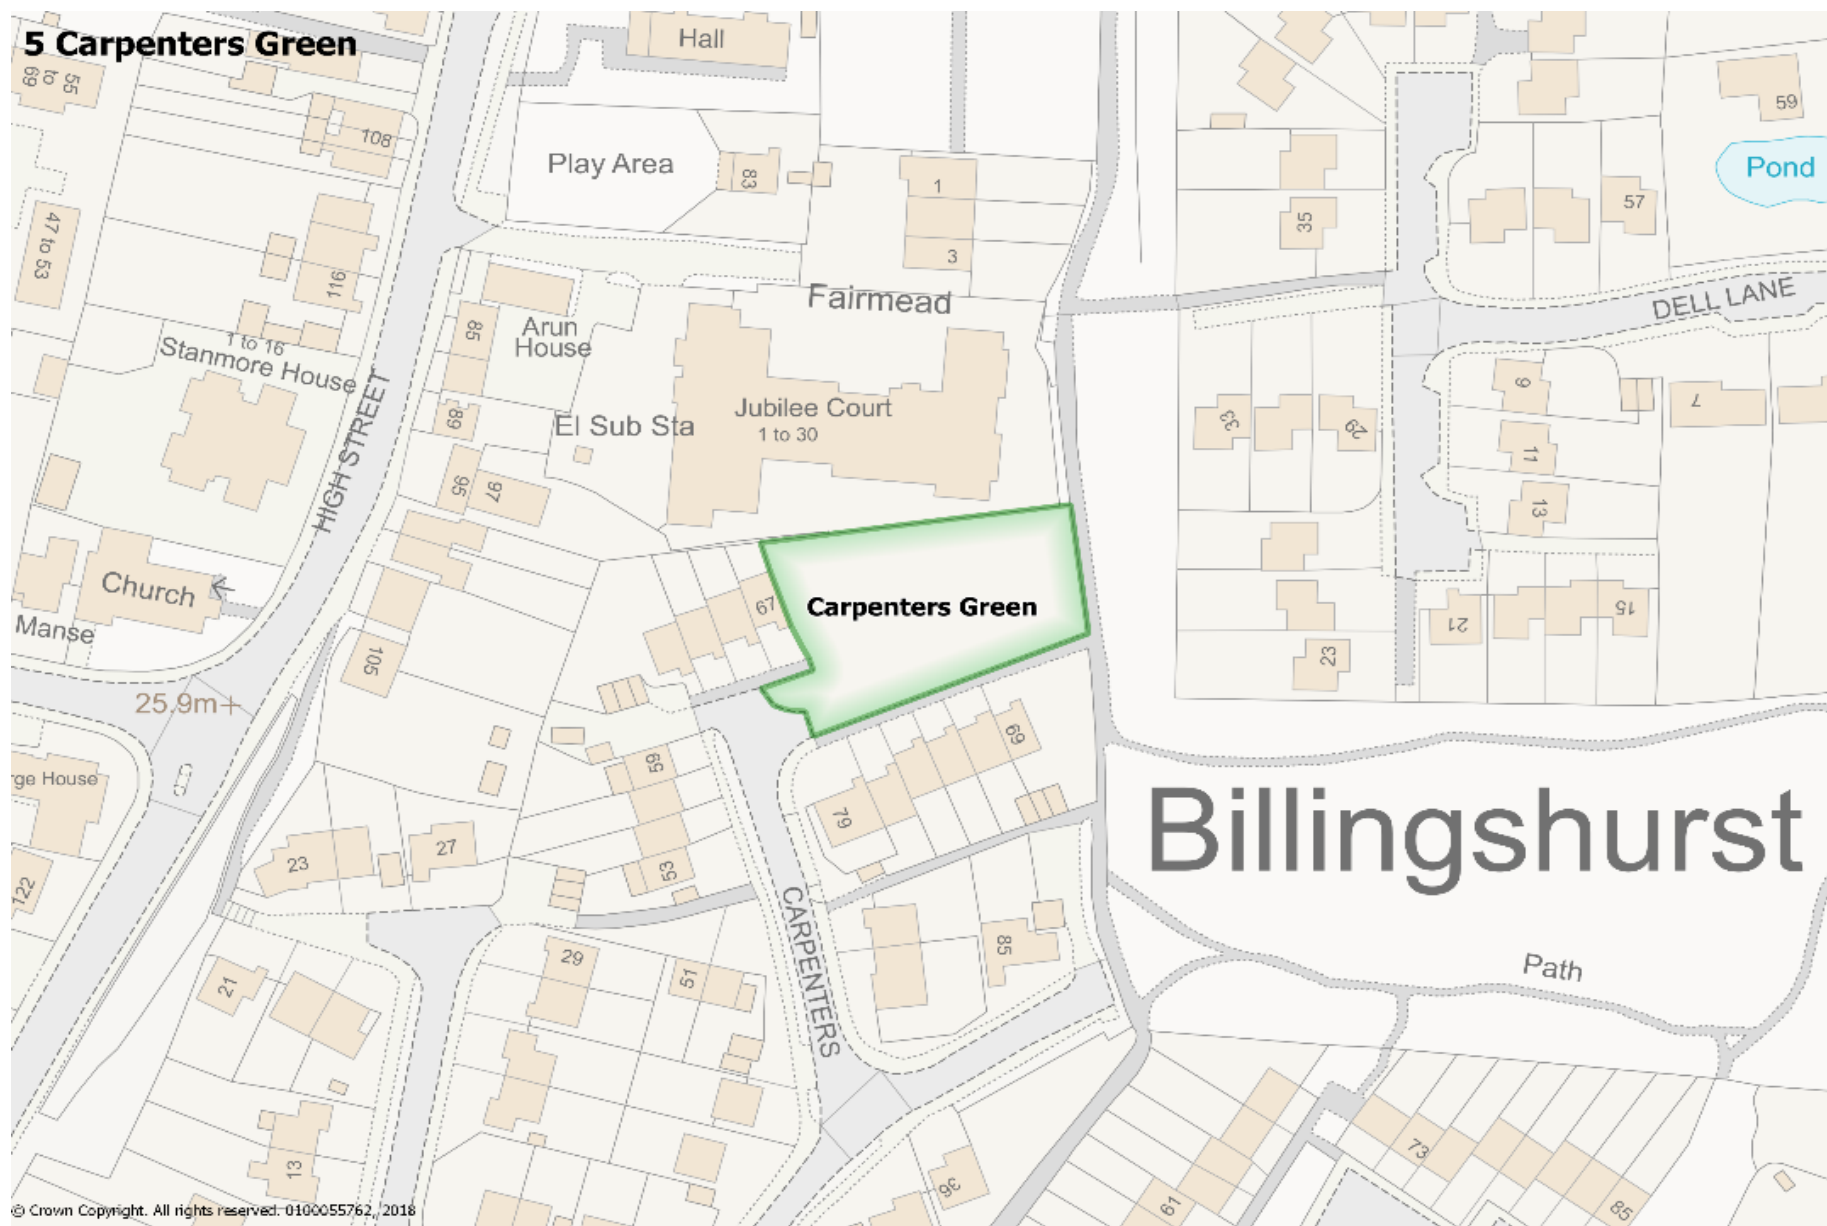 5 Carpenters Green
Hall
55
to
69
59
108
Play Area
83
Pond
1
57
35
47 to 53
3
116
Fairmead
DELL LANE
85
Arun
House
1 to 16
Stanmore House
9
7
HIGH STREET
89
El Sub Sta
Jubilee Court
1 to 30
33
29
11
95
97
13
Church
67
Carpenters Green
15
21
Manse
105
23
25.9m+
59
69
rge House
79
Billingshurst
27
23
53
122
CARPENTERS
85
29
51
21
Path
73
13
36
61
85
© Crown Copyright. All rights reserved. 0100055762, 2018